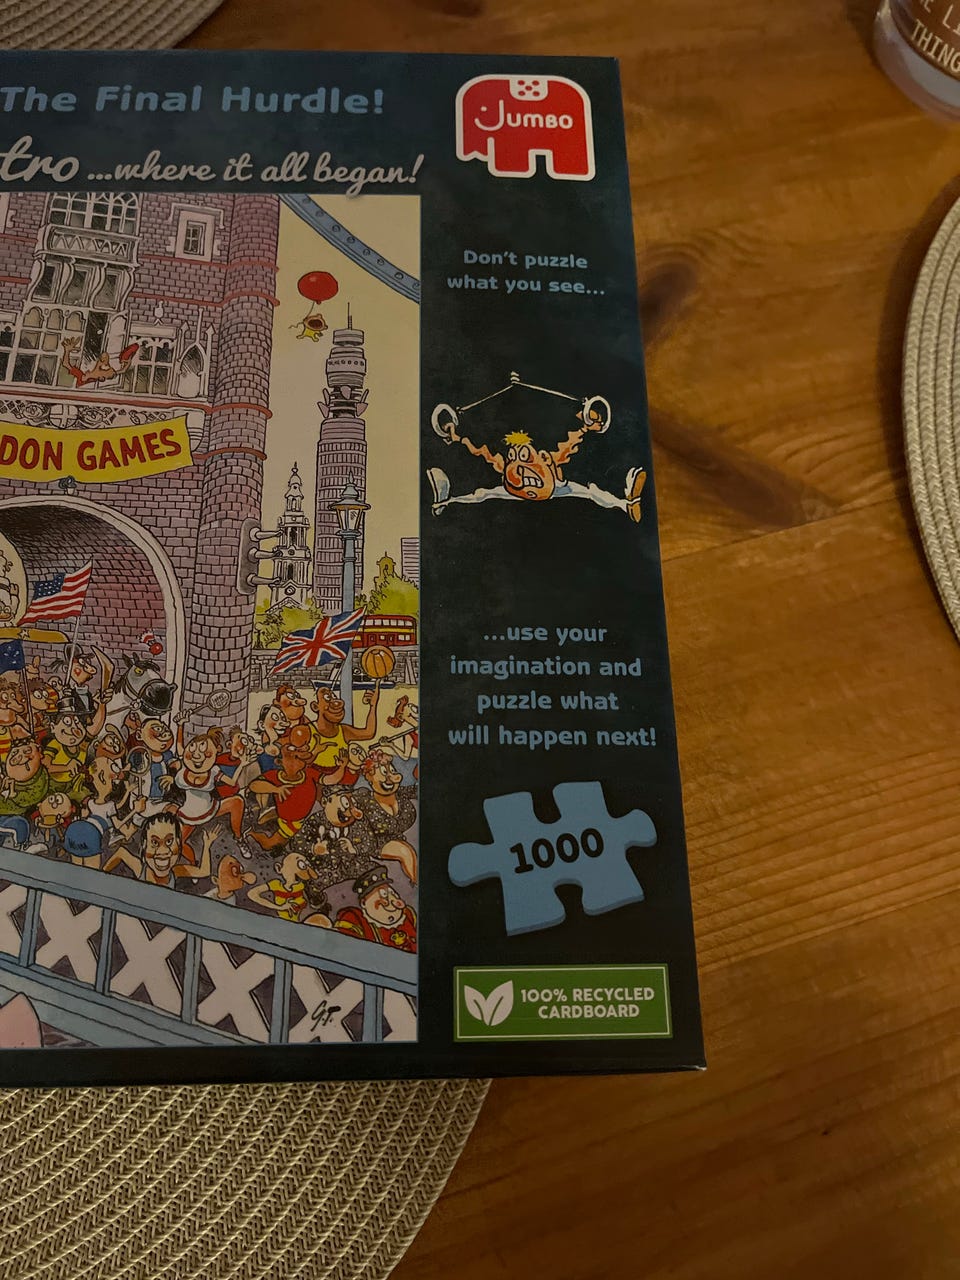 The Final Hurdle!
tro ...where it all began!
JUMBO
Don't puzzle
what you see...
DON GAMES
...use your
imagination and
puzzle what
will happen next!
1000
100% RECYCLED
CARDBOARD
G.T.
THING